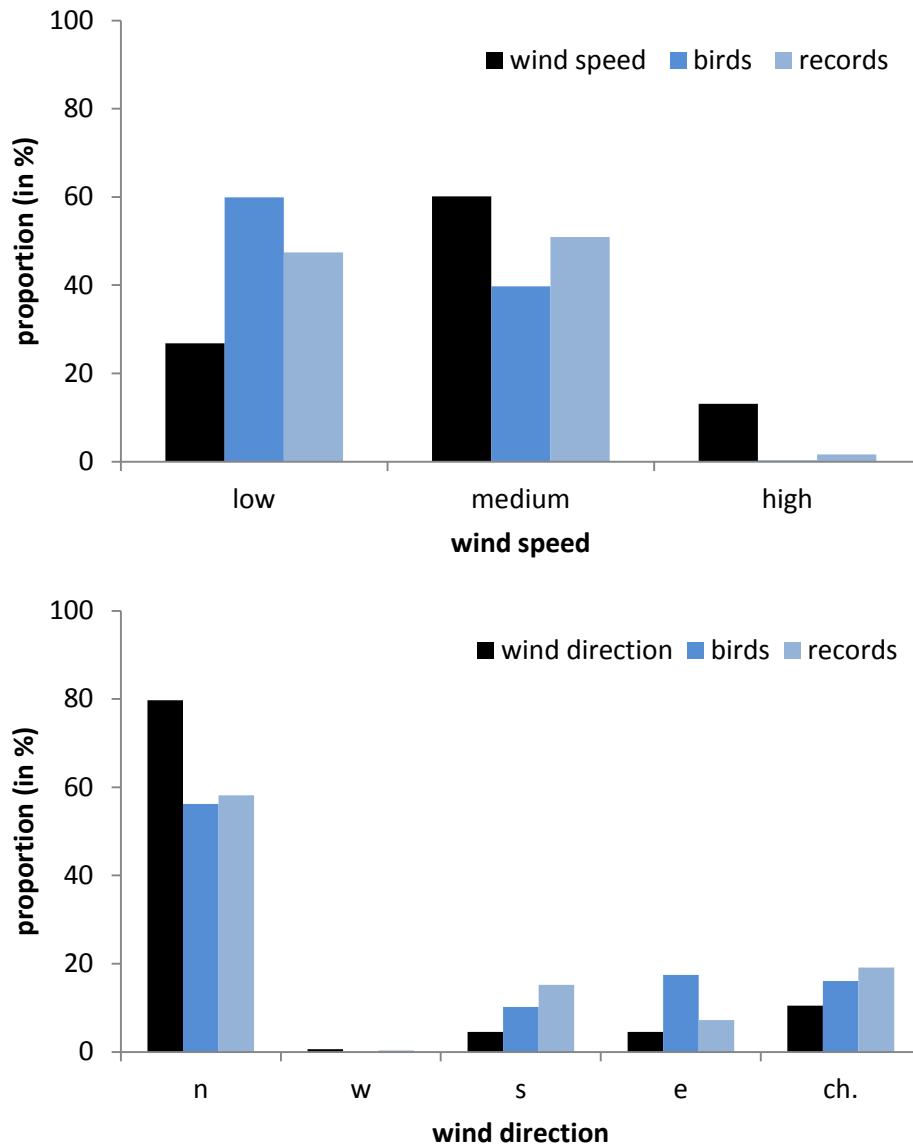 100
80
60
40
20
0
proportion (in %)
wind speed birds records
low medium high
wind speed
100
80
60
40
20
0
proportion (in %)
wind direction birds records
n w s e ch.
wind direction